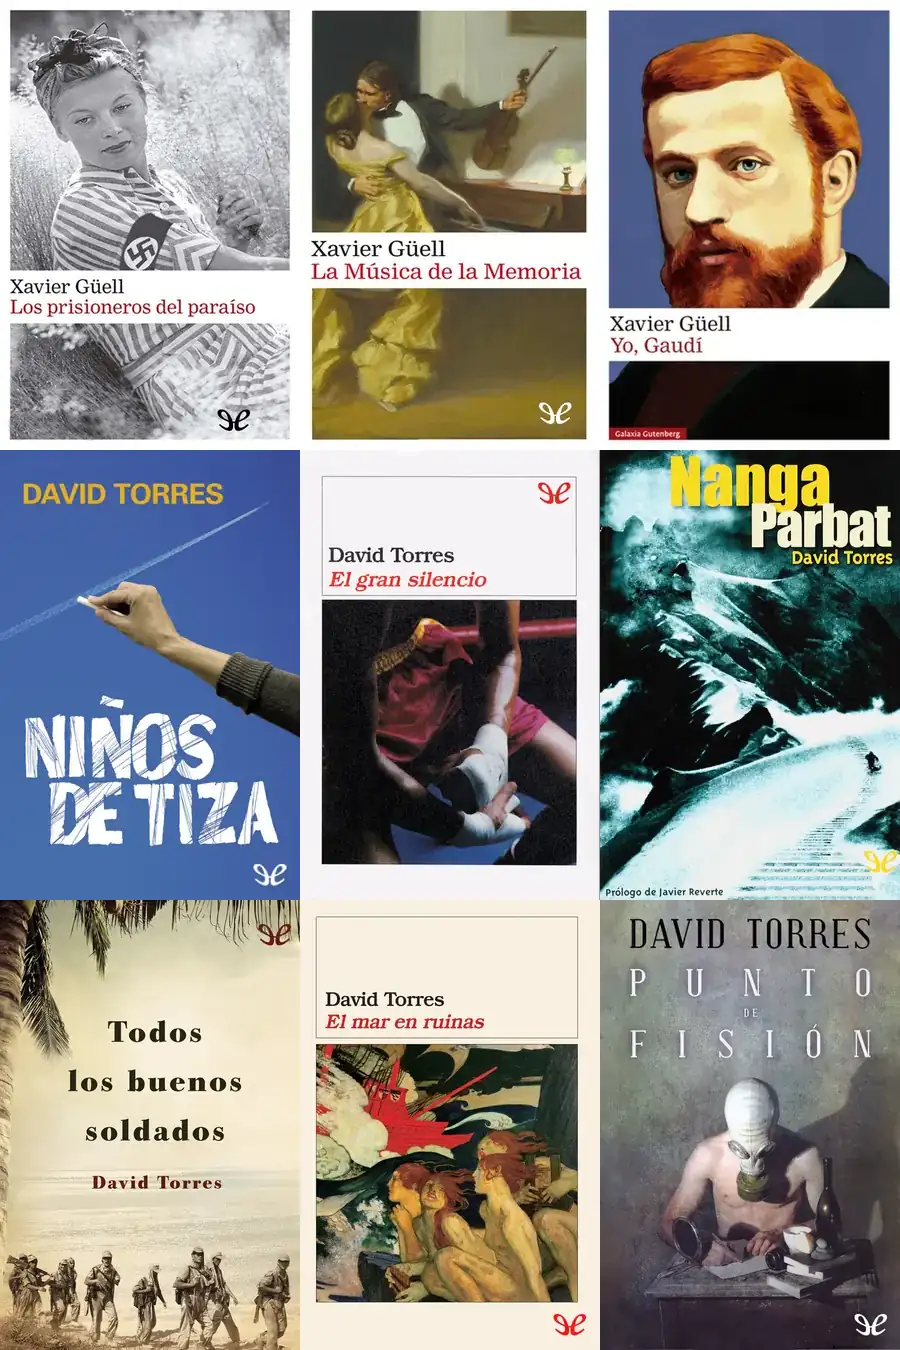 Xavier Güell
Los prisioneros del paraíso
Xavier Güell
La Música de la Memoria
Xavier Güell
Yo, Gaudí
Galaxia Gutenberg
DAVID TORRES
NIÑOS
DE TIZA
David Torres
El gran silencio
Nanga
Parbat
David Torres
Prólogo de Javier Reverte
Todos
los buenos
soldados
David Torres
David Torres
El mar en ruinas
DAVID TORRES
PUNTO
DE
FISIÓN